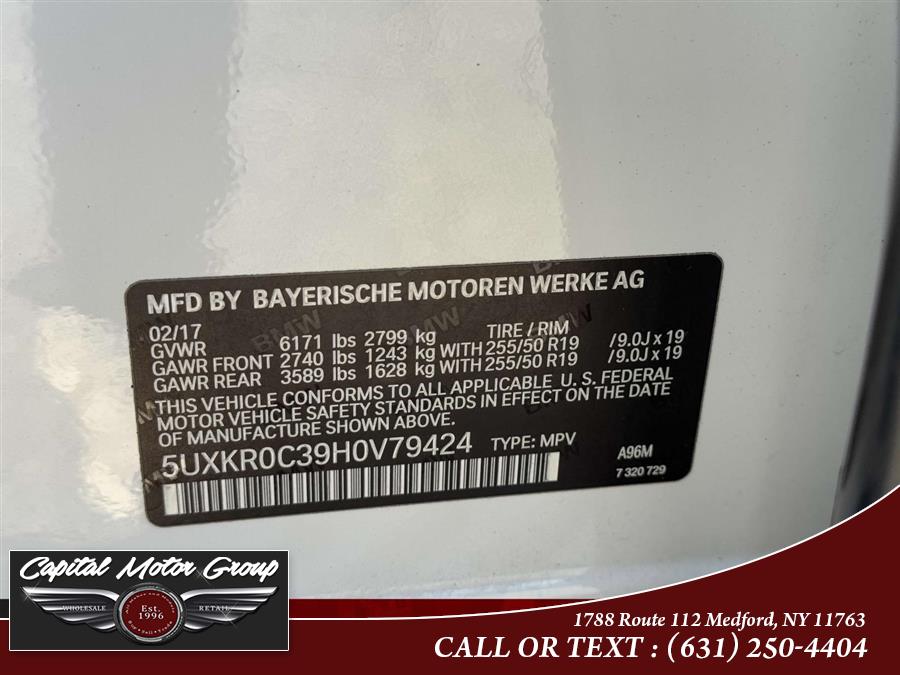 MFD BY BAYERISCHE MOTOREN WERKE AG
02/17 TIRE / RIM
GVWR 6171 lbs 2799 kg
GAWR FRONT 2740 lbs 1243 kg WITH 255/50 R19 /9.0J x 19
GAWR REAR 3589 lbs 1628 kg WITH 255/50 R19 /9.0J x 19
THIS VEHICLE CONFORMS TO ALL APPLICABLE U. S. FEDERAL
MOTOR VEHICLE SAFETY STANDARDS IN EFFECT ON THE DATE
OF MANUFACTURE SHOWN ABOVE.
5UXKR0C39H0V79424 TYPE: MPV A96M
7 320 729
Capital Motor Group
WHOLESALE Est. RETAIL
1996
Buy • Sell • Trade
1788 Route 112 Medford, NY 11763
CALL OR TEXT : (631) 250-4404